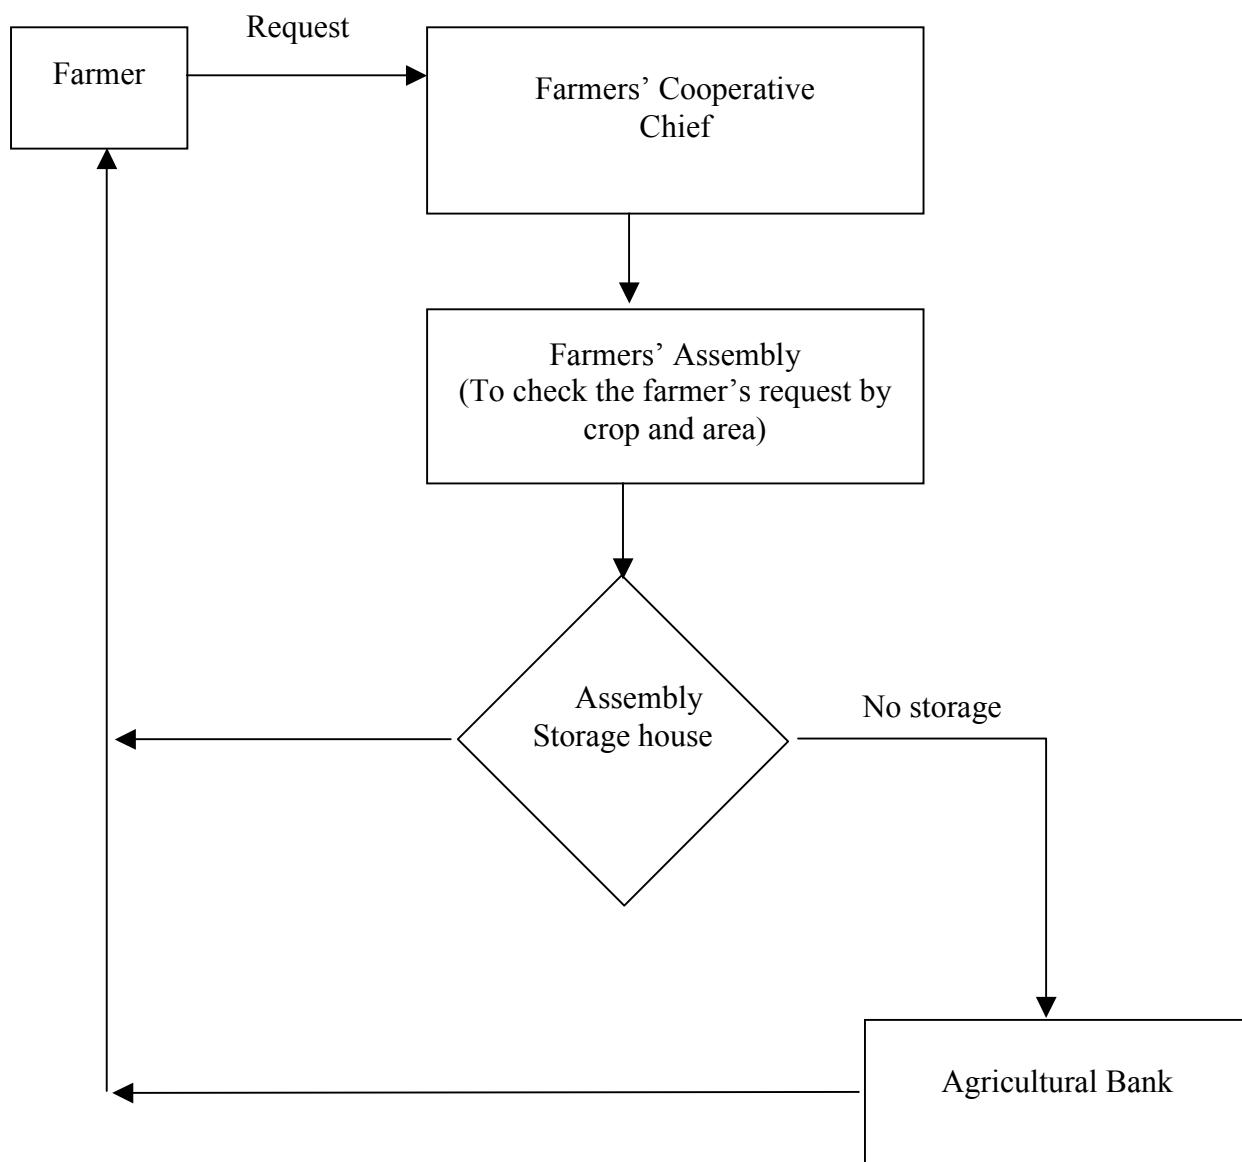 Request
Farmer
Farmers’ Cooperative
Chief
Farmers’ Assembly
(To check the farmer’s request by
crop and area)
Assembly
Storage house
No storage
Agricultural Bank